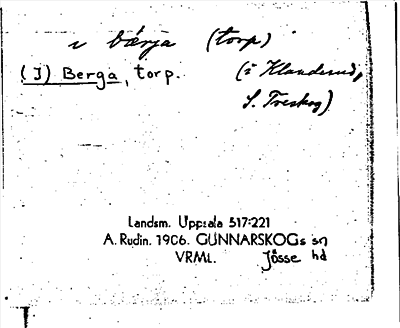 i bärja (torp)
(I) Berga, torp. (i Klanderud,
S. Treskog)
Landsm. Uppsala 517:221
A. Rudin. 1906. GUNNARSKOGs sn
VRML. Jösse hd